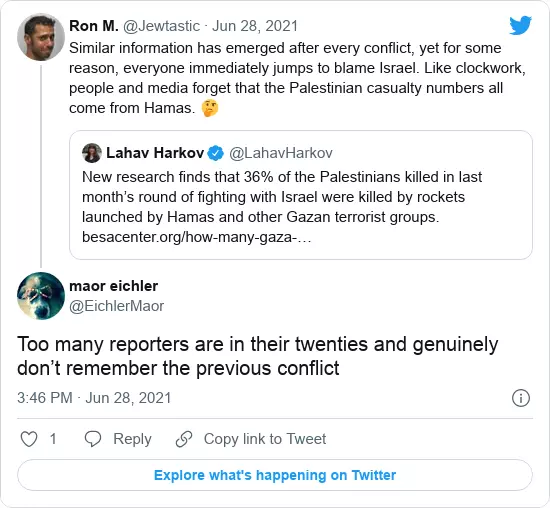 Ron M. @Jewtastic · Jun 28, 2021
Similar information has emerged after every conflict, yet for some
reason, everyone immediately jumps to blame Israel. Like clockwork,
people and media forget that the Palestinian casualty numbers all
come from Hamas. 🤔
Lahav Harkov @LahavHarkov
New research finds that 36% of the Palestinians killed in last
month's round of fighting with Israel were killed by rockets
launched by Hamas and other Gazan terrorist groups.
besacenter.org/how-many-gaza-…
maor eichler
@EichlerMaor
Too many reporters are in their twenties and genuinely
don't remember the previous conflict
3:46 PM · Jun 28, 2021
1 Reply Copy link to Tweet
Explore what's happening on Twitter